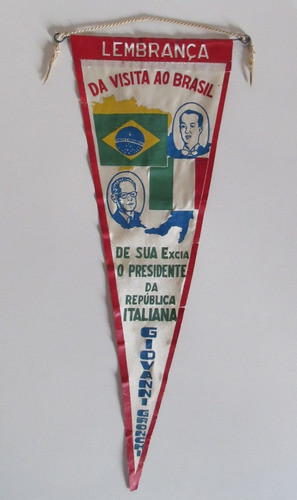 LEMBRANÇA
DA VISITA AO BRASIL
DE SUA Excia
O PRESIDENTE
DA
REPÚBLICA
ITALIANA
GIOVANNI GRONCHI